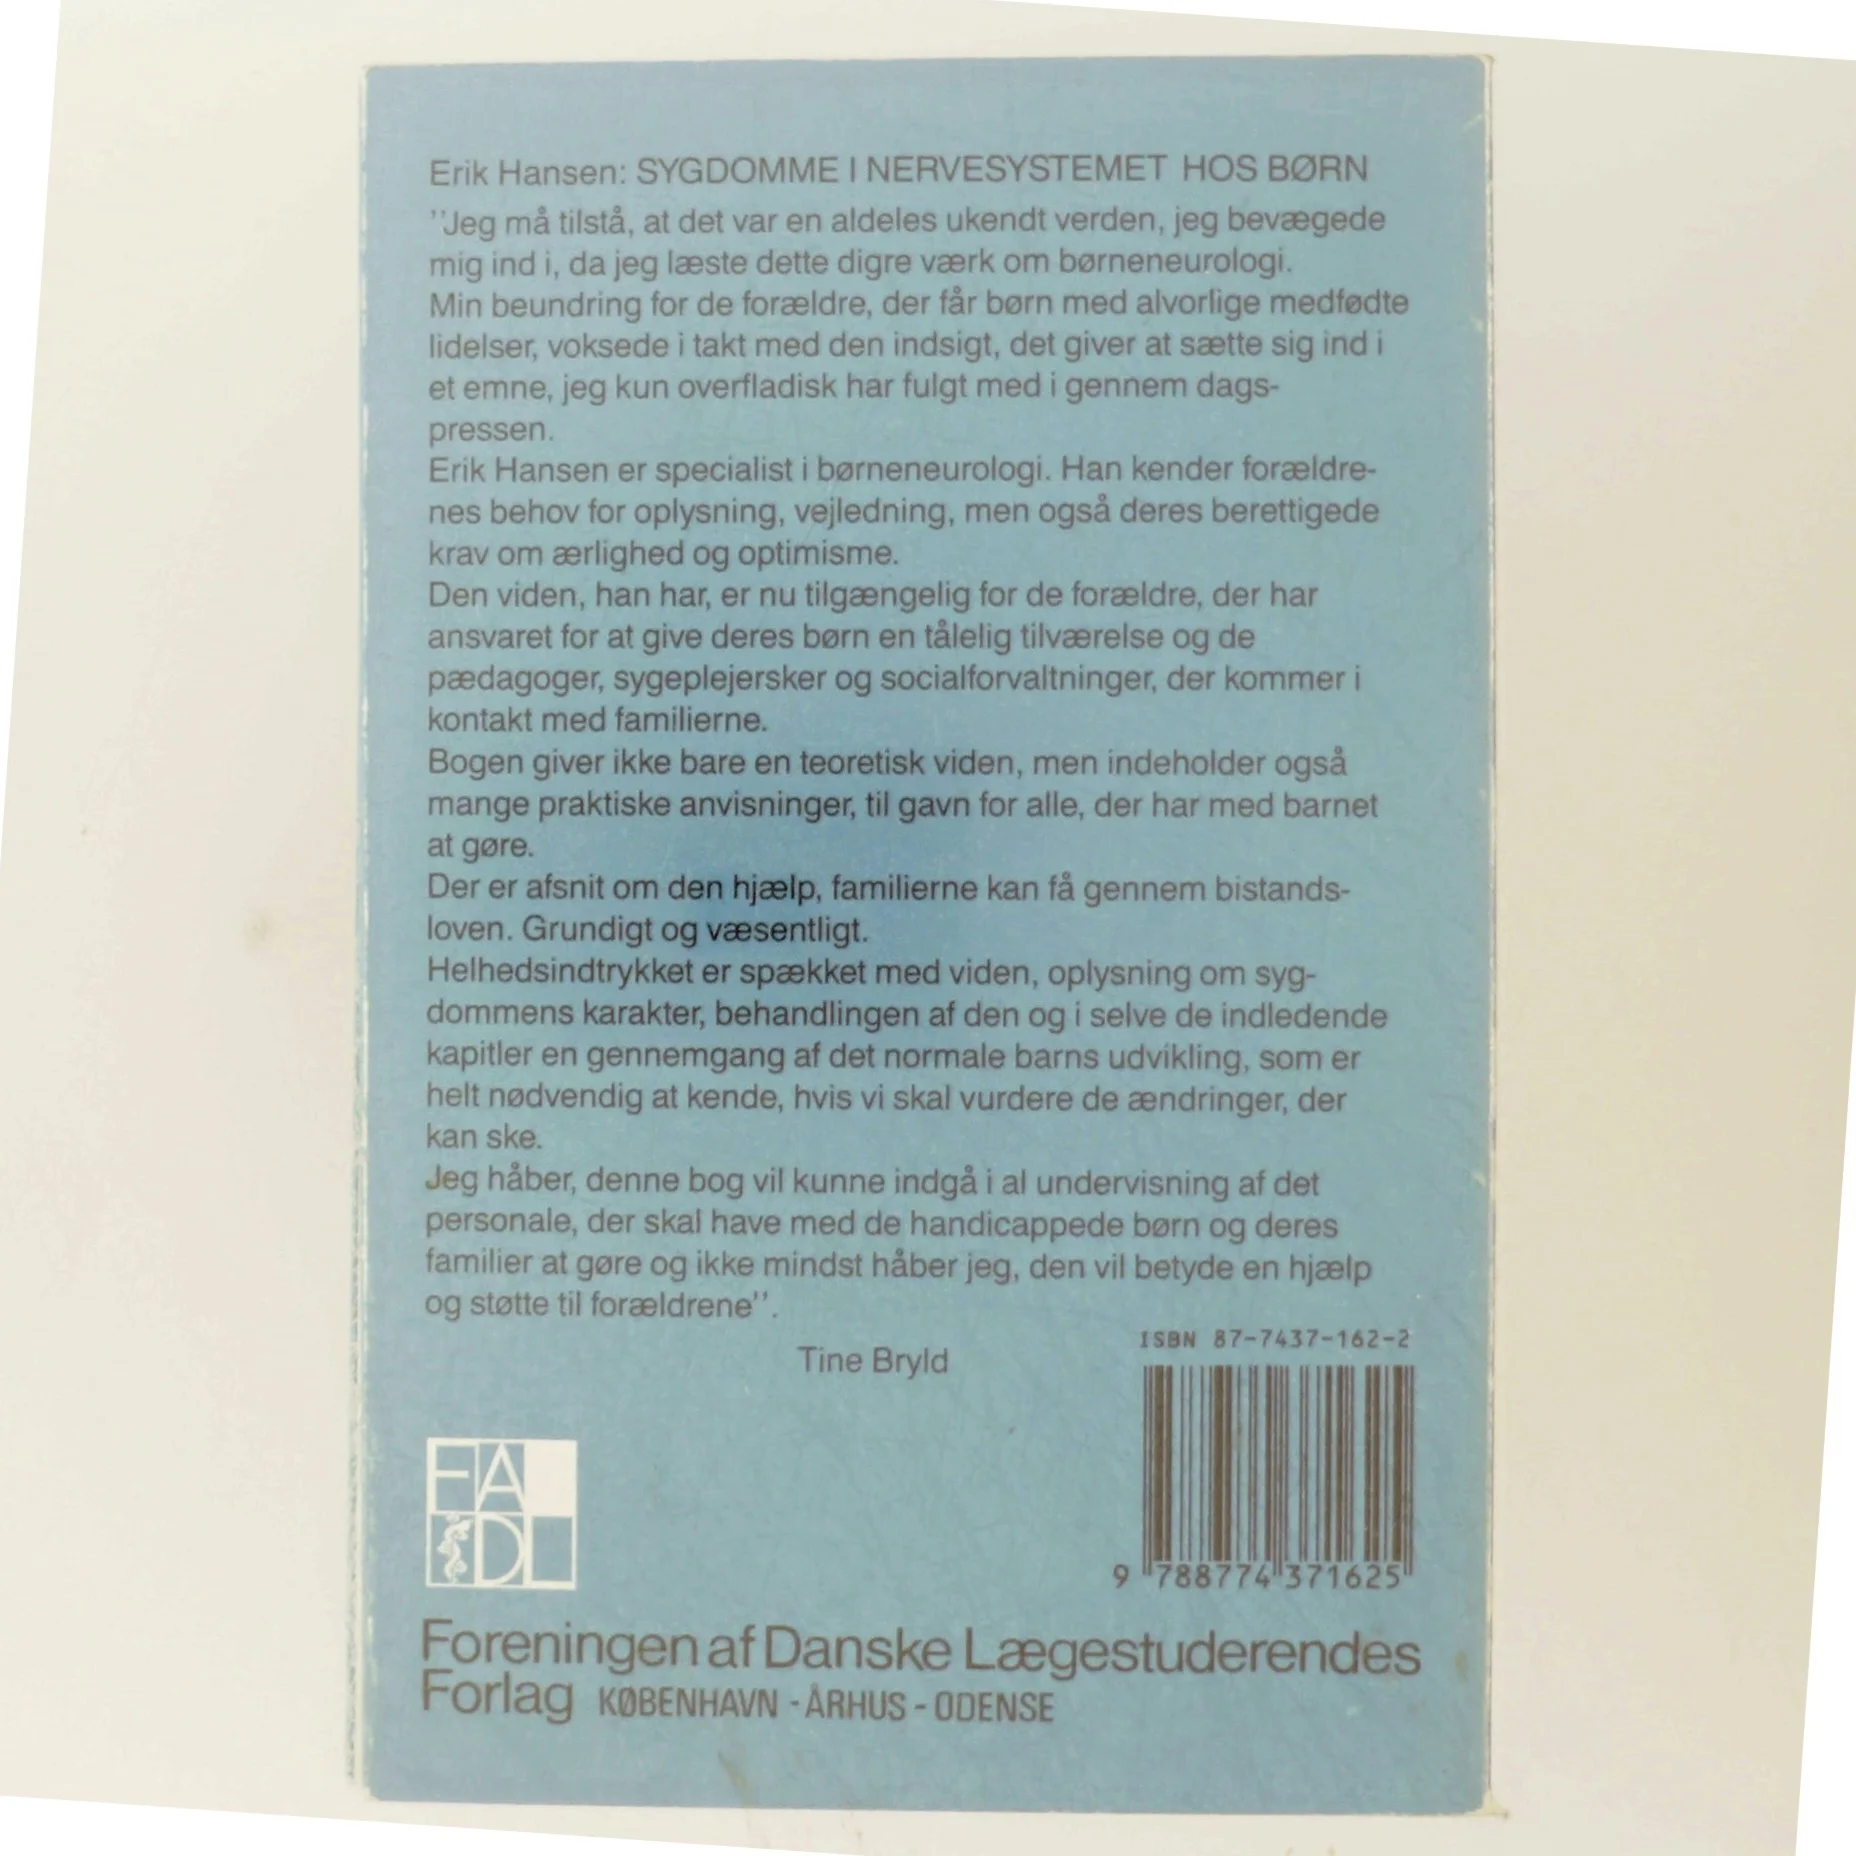 Erik Hansen: SYGDOMME I NERVESYSTEMET HOS BØRN
''Jeg må tilstå, at det var en aldeles ukendt verden, jeg bevægede
mig ind i, da jeg læste dette digre værk om børneneurologi.
Min beundring for de forældre, der får børn med alvorlige medfødte
lidelser, voksede i takt med den indsigt, det giver at sætte sig ind i
et emne, jeg kun overfladisk har fulgt med i gennem dags-
pressen.
Erik Hansen er specialist i børneneurologi. Han kender forældre-
nes behov for oplysning, vejledning, men også deres berettigede
krav om ærlighed og optimisme.
Den viden, han har, er nu tilgængelig for de forældre, der har
ansvaret for at give deres børn en tålelig tilværelse og de
pædagoger, sygeplejersker og socialforvaltninger, der kommer i
kontakt med familierne.
Bogen giver ikke bare en teoretisk viden, men indeholder også
mange praktiske anvisninger, til gavn for alle, der har med barnet
at gøre.
Der er afsnit om den hjælp, familierne kan få gennem bistands-
loven. Grundigt og væsentligt.
Helhedsindtrykket er spækket med viden, oplysning om syg-
dommens karakter, behandlingen af den og i selve de indledende
kapitler en gennemgang af det normale barns udvikling, som er
helt nødvendig at kende, hvis vi skal vurdere de ændringer, der
kan ske.
Jeg håber, denne bog vil kunne indgå i al undervisning af det
personale, der skal have med de handicappede børn og deres
familier at gøre og ikke mindst håber jeg, den vil betyde en hjælp
og støtte til forældrene''.
Tine Bryld
ISBN 87-7437-162-2
9 788774 371625
FA
DL
Foreningen af Danske Lægestuderendes
Forlag KØBENHAVN - ÅRHUS - ODENSE